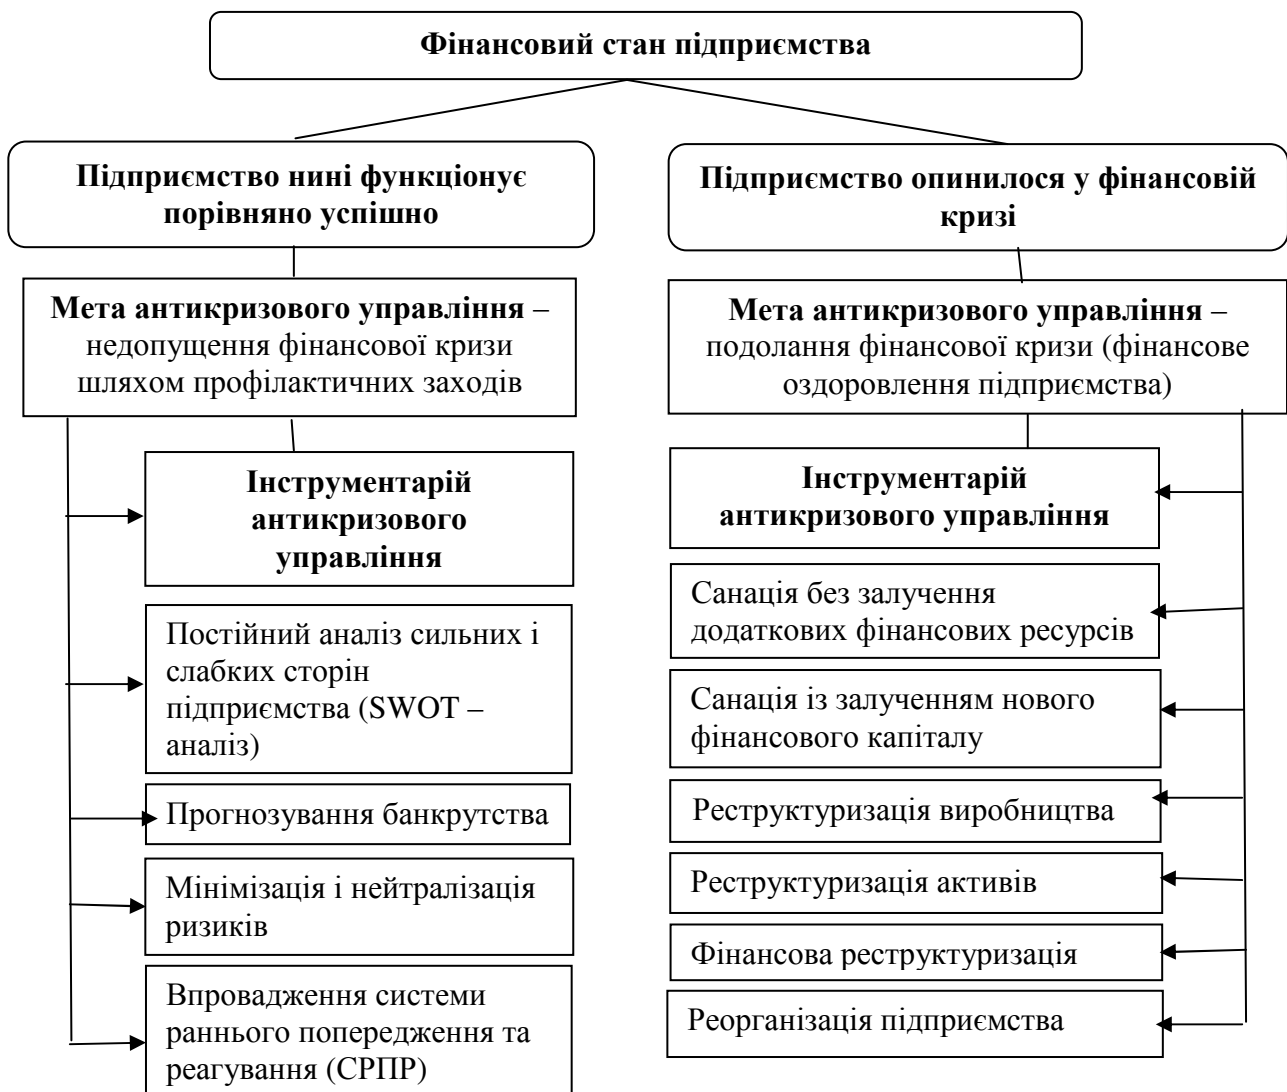 Фінансовий стан підприємства
Підприємство нині функціонує
порівняно успішно
Мета антикризового управління –
недопущення фінансової кризи
шляхом профілактичних заходів
Інструментарій
антикризового
управління
Постійний аналіз сильних і
слабких сторін
підприємства (SWOT –
аналіз)
Прогнозування банкрутства
Мінімізація і нейтралізація
ризиків
Впровадження системи
раннього попередження та
реагування (СРПР)
Підприємство опинилося у фінансовій
кризі
Мета антикризового управління –
подолання фінансової кризи (фінансове
оздоровлення підприємства)
Інструментарій
антикризового управління
Санація без залучення
додаткових фінансових ресурсів
Санація із залученням нового
фінансового капіталу
Реструктуризація виробництва
Реструктуризація активів
Фінансова реструктуризація
Реорганізація підприємства